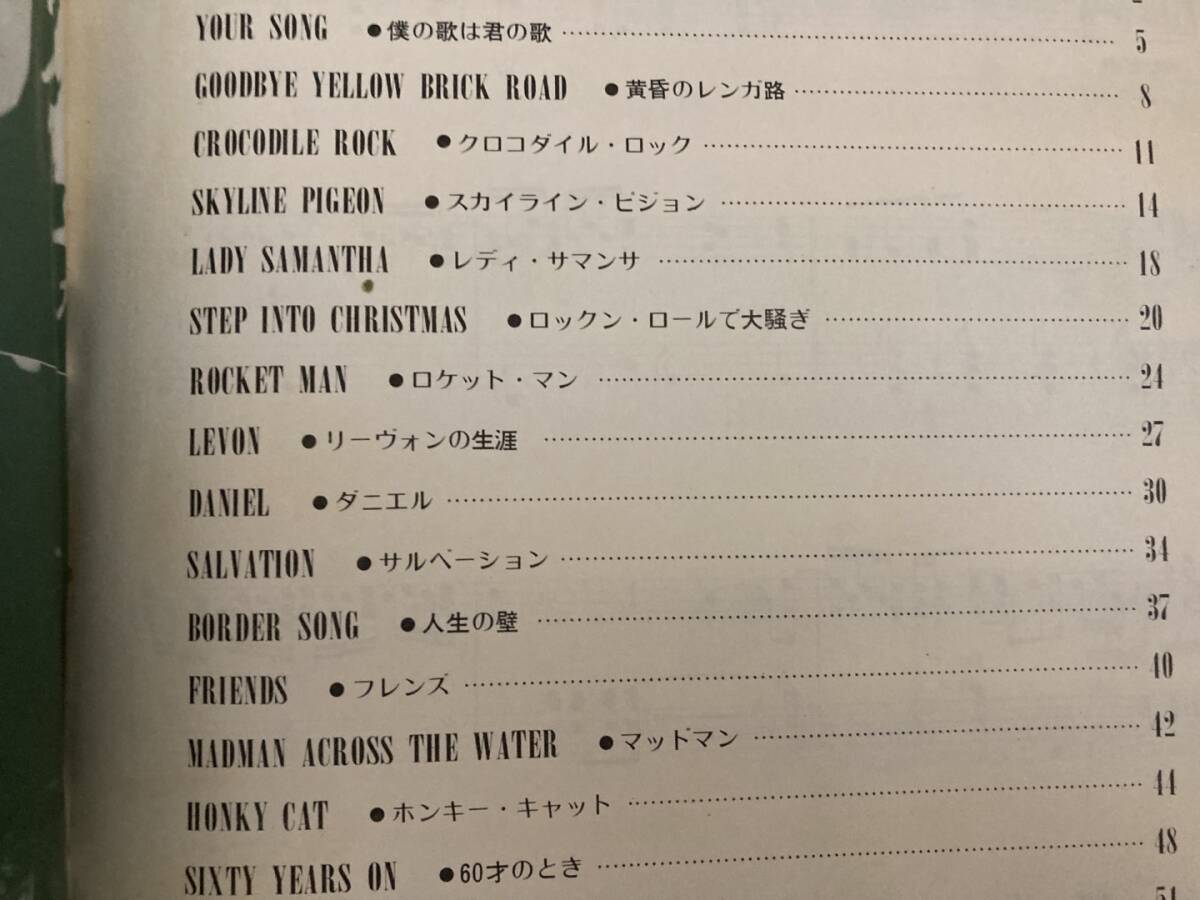 YOUR SONG ●僕の歌は君の歌 5
GOODBYE YELLOW BRICK ROAD ●黄昏のレンガ路 8
CROCODILE ROCK ●クロコダイル・ロック 11
SKYLINE PIGEON ●スカイライン・ピジョン 14
LADY SAMANTHA ●レディ・サマンサ 18
STEP INTO CHRISTMAS ●ロックン・ロールで大騒ぎ 20
ROCKET MAN ●ロケット・マン 24
LEVON ●リーヴォンの生涯 27
DANIEL ●ダニエル 30
SALVATION ●サルベーション 34
BORDER SONG ●人生の壁 37
FRIENDS ●フレンズ 40
MADMAN ACROSS THE WATER ●マッドマン 42
HONKY CAT ●ホンキー・キャット 44
SIXTY YEARS ON ●60才のとき 48
51